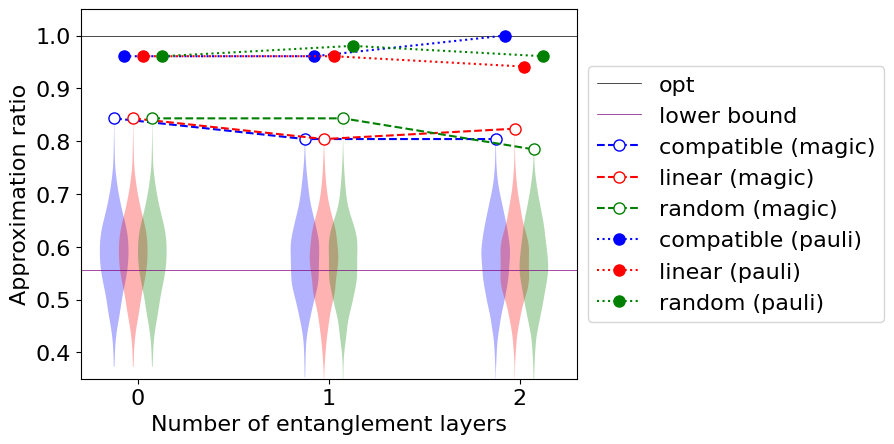 1.0
0.9
0.8
0.7
0.6
0.5
0.4
Approximation ratio
0 1 2
Number of entanglement layers
opt
lower bound
compatible (magic)
linear (magic)
random (magic)
compatible (pauli)
linear (pauli)
random (pauli)